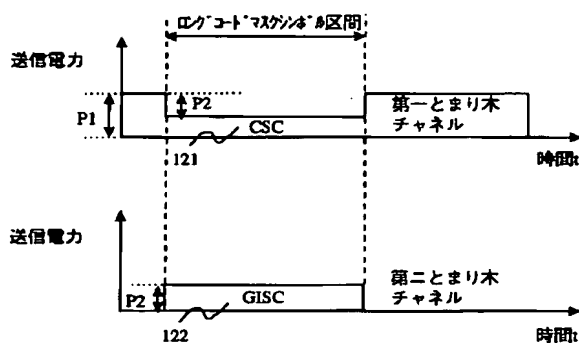 ロングコードマスクシンボル区間
送信電力
P1
P2
CSC
第一とまり木
チャネル
121
時間t
送信電力
P2
GISC
第二とまり木
チャネル
122
時間t